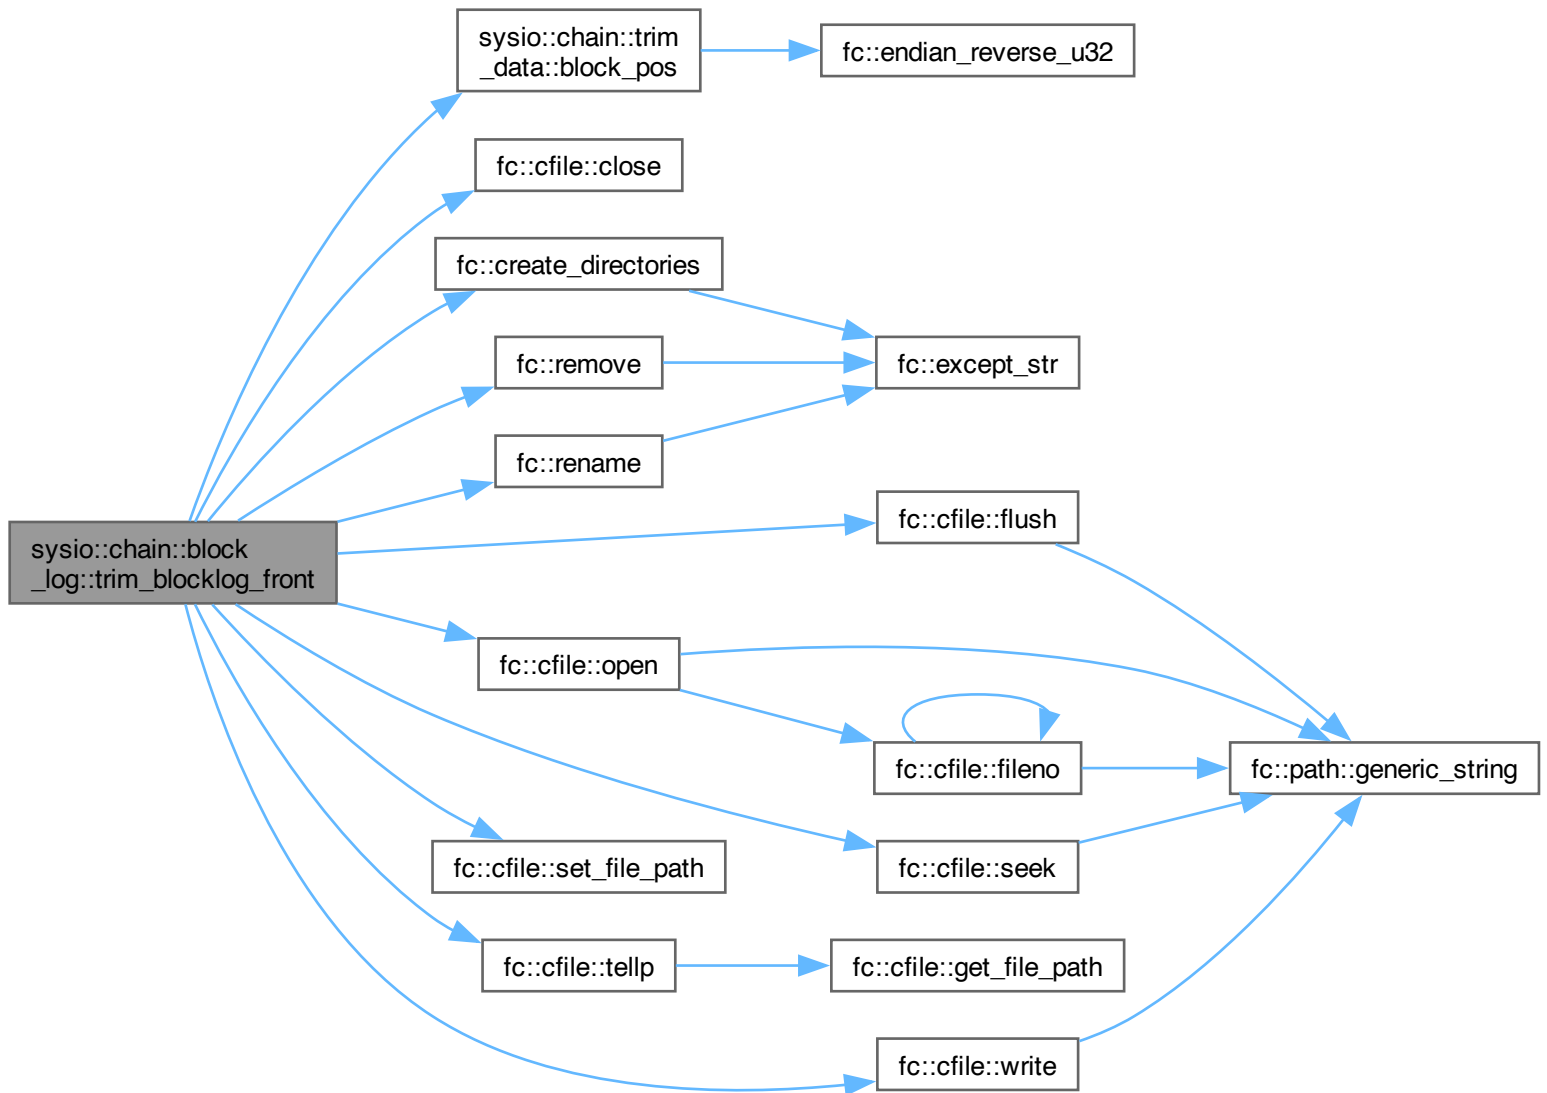 sysio::chain::trim
_data::block_pos
fc::endian_reverse_u32
fc::cfile::close
fc::create_directories
fc::remove
fc::except_str
fc::rename
fc::cfile::flush
sysio::chain::block
_log::trim_blocklog_front
fc::cfile::open
fc::cfile::fileno
fc::path::generic_string
fc::cfile::set_file_path
fc::cfile::seek
fc::cfile::tellp
fc::cfile::get_file_path
fc::cfile::write